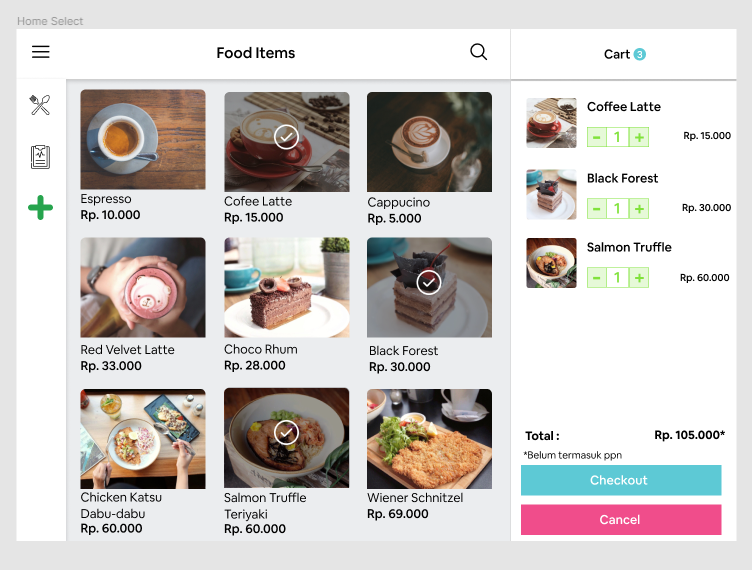 Home Select
Food Items
Cart 3
Espresso
Rp. 10.000
Cofee Latte
Rp. 15.000
Cappucino
Rp. 5.000
Red Velvet Latte
Rp. 33.000
Choco Rhum
Rp. 28.000
Black Forest
Rp. 30.000
Chicken Katsu
Dabu-dabu
Rp. 60.000
Salmon Truffle
Teriyaki
Rp. 60.000
Wiener Schnitzel
Rp. 69.000
Coffee Latte
- 1 +
Rp. 15.000
Black Forest
- 1 +
Rp. 30.000
Salmon Truffle
- 1 +
Rp. 60.000
Total : Rp. 105.000*
*Belum termasuk ppn
Checkout
Cancel